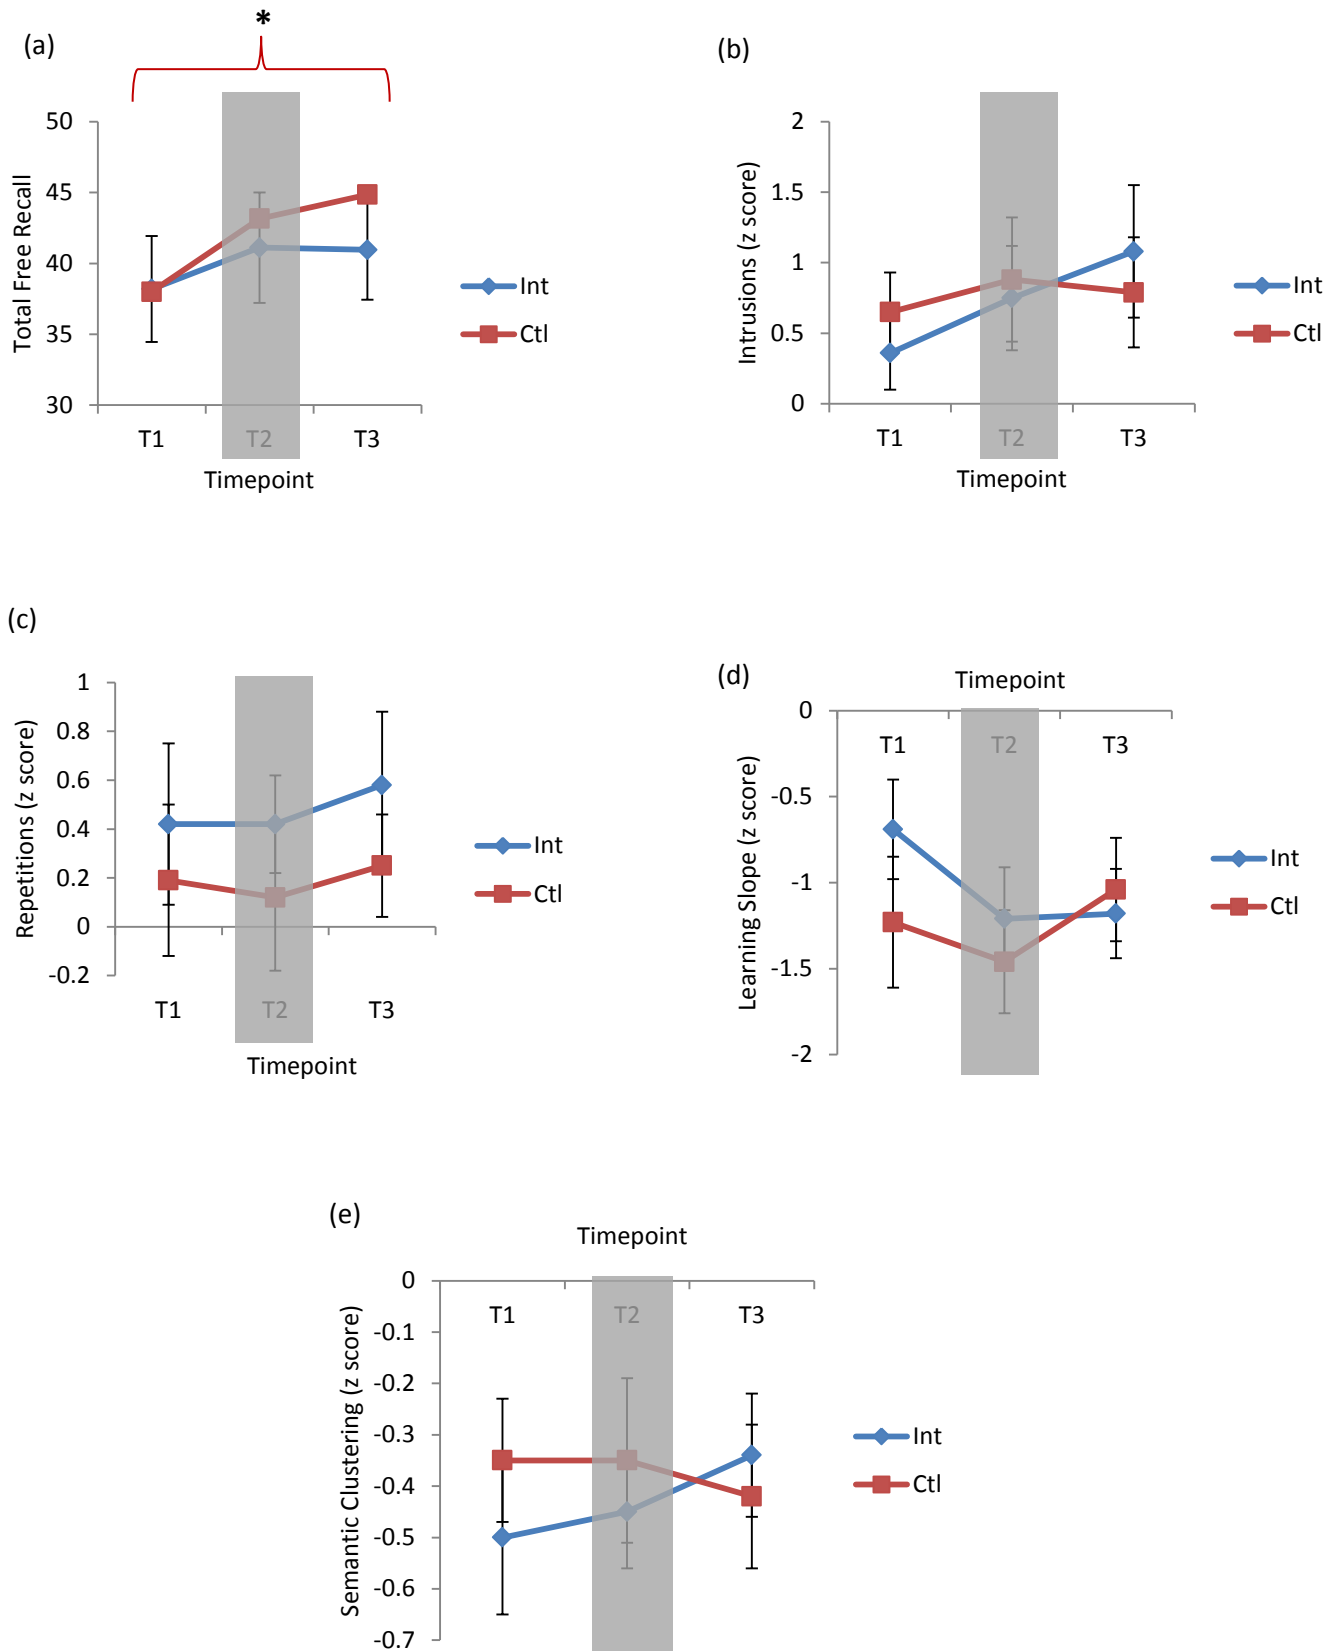 *
(a)
50
45
40
35
30
Total Free Recall
T1 T2 T3
Timepoint
Int
Ctl
(b)
2
1.5
1
0.5
0
Intrusions (z score)
T1 T2 T3
Timepoint
Int
Ctl
(c)
1
0.8
0.6
0.4
0.2
0
-0.2
Repetitions (z score)
T1 T2 T3
Timepoint
Int
Ctl
(d)
Timepoint
0
-0.5
-1
-1.5
-2
Learning Slope (z score)
T1 T2 T3
Int
Ctl
(e)
Timepoint
0
-0.1
-0.2
-0.3
-0.4
-0.5
-0.6
-0.7
Semantic Clustering (z score)
T1 T2 T3
Int
Ctl